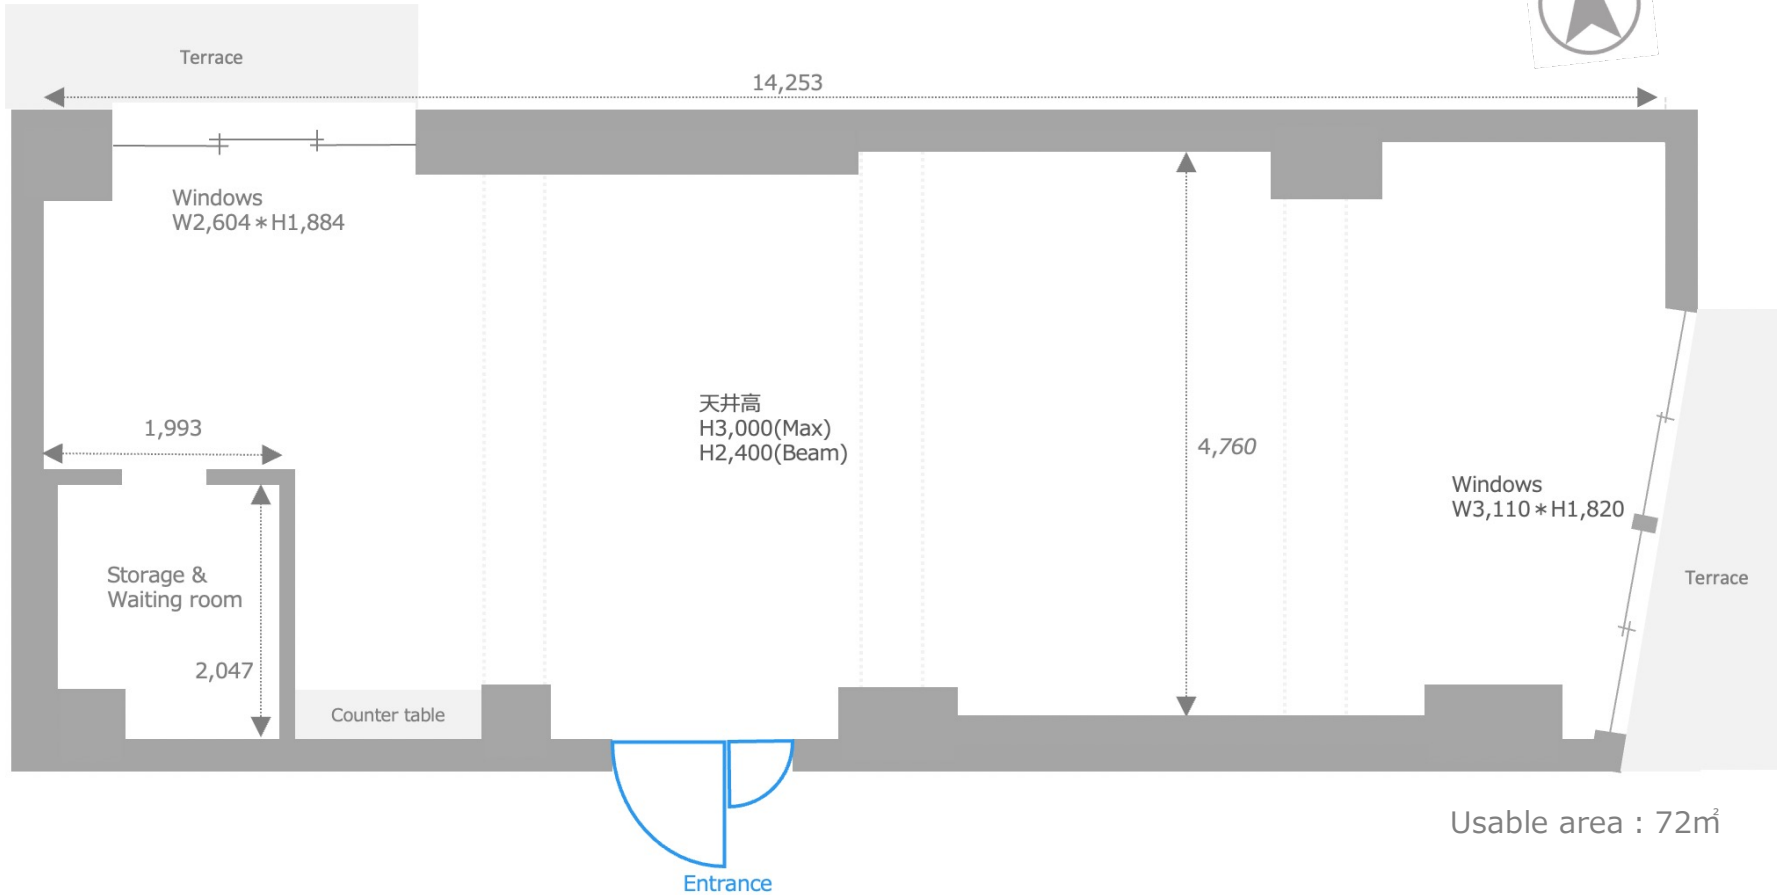 Terrace
14,253
Windows
W2,604*H1,884
天井高
H3,000(Max)
H2,400(Beam)
1,993
4,760
Windows
W3,110*H1,820
Storage &
Waiting room
Terrace
2,047
Counter table
Usable area : 72㎡
Entrance